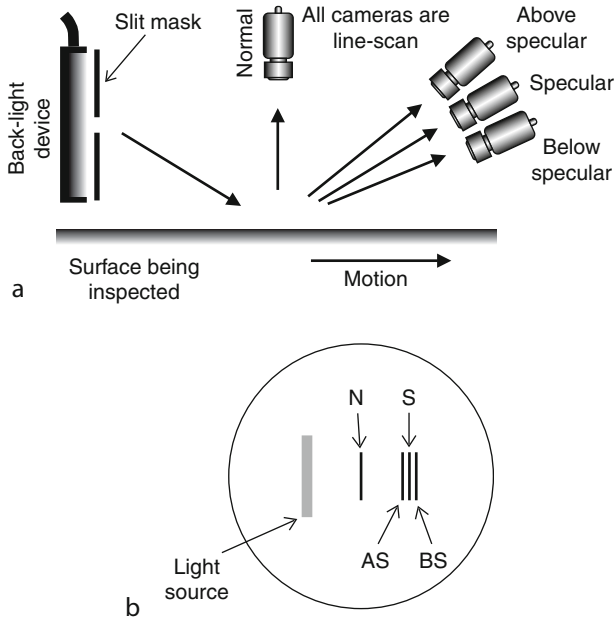 Slit mask
Back-light
device
Normal
All cameras are
line-scan
Above
specular
Specular
Below
specular
Surface being
inspected
Motion
a
N
S
AS
BS
Light
source
b